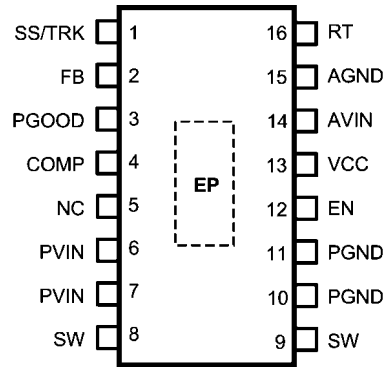 SS/TRK 1 16 RT
FB 2 15 AGND
PGOOD 3 14 AVIN
COMP 4 13 VCC
EP
NC 5 12 EN
PVIN 6 11 PGND
PVIN 7 10 PGND
SW 8 9 SW